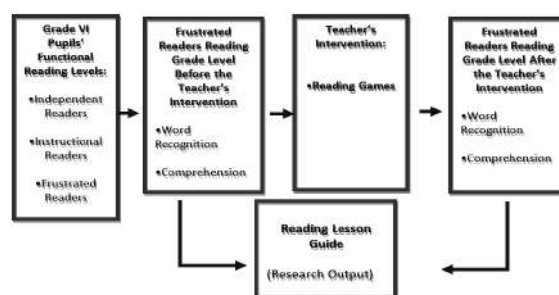 Grade VI
Pupils'
Functional
Reading Levels:
•Independent
Readers
•Instructional
Readers
•Frustrated
Readers
Frustrated
Readers Reading
Grade Level
Before the
Teacher's
Intervention
•Word
Recognition
•Comprehension
Teacher's
Intervention:
•Reading Games
Frustrated
Readers Reading
Grade Level After
the Teacher's
Intervention
•Word
Recognition
•Comprehension
Reading Lesson
Guide
(Research Output)